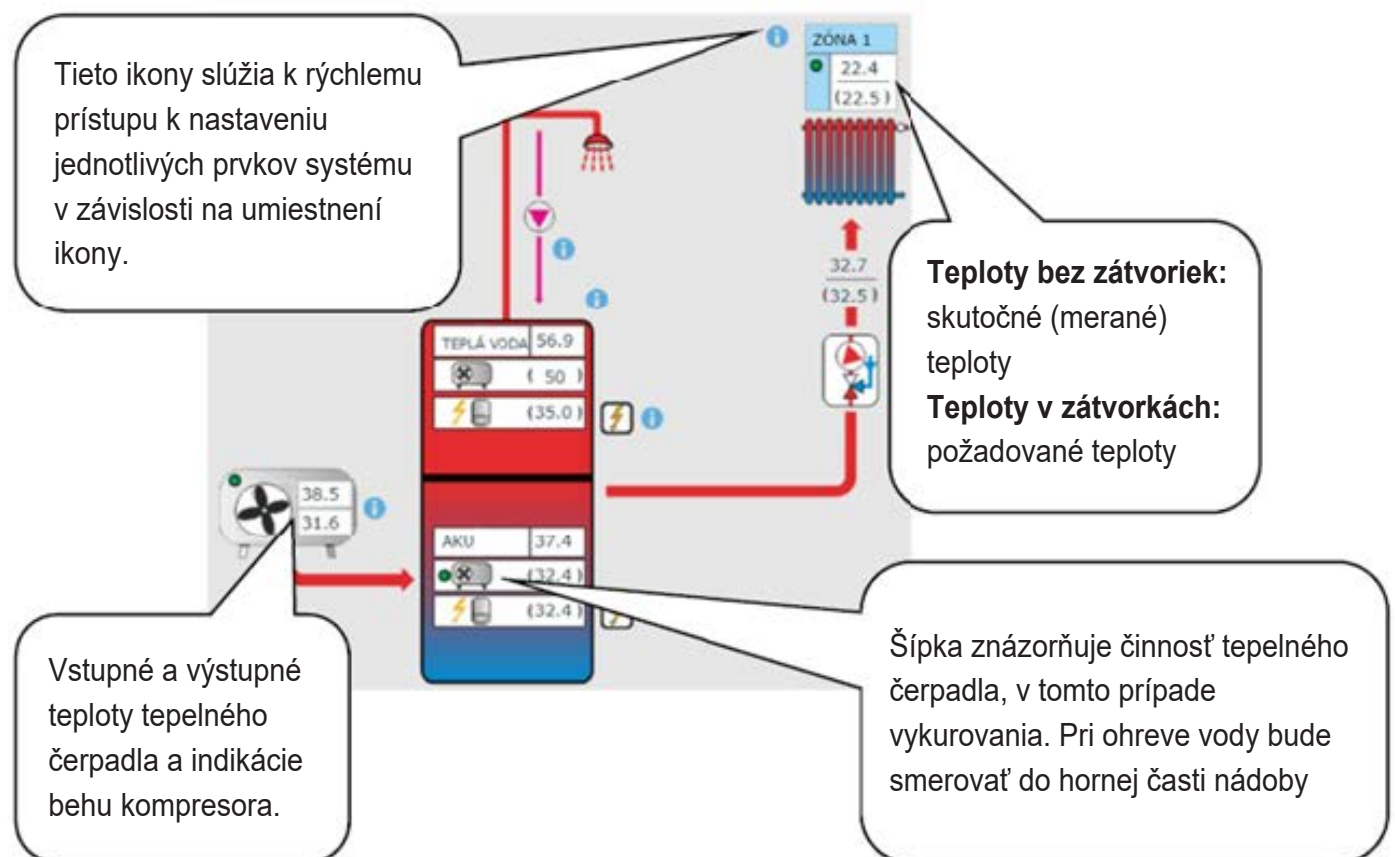 Tieto ikony slúžia k rýchlemu
prístupu k nastaveniu
jednotlivých prvkov systému
v závislosti na umiestnení
ikony.
ZÓNA 1
22.4
(22.5)
32.7
(32.5)
Teploty bez zátvoriek:
skutočné (merané)
teploty
Teploty v zátvorkách:
požadované teploty
TEPLÁ VODA 56.9
( 50 )
(35.0)
38.5
31.6
AKU 37.4
(32.4)
(32.4)
Vstupné a výstupné
teploty tepelného
čerpadla a indikácie
behu kompresora.
Šípka znázorňuje činnosť tepelného
čerpadla, v tomto prípade
vykurovania. Pri ohreve vody bude
smerovať do hornej časti nádoby